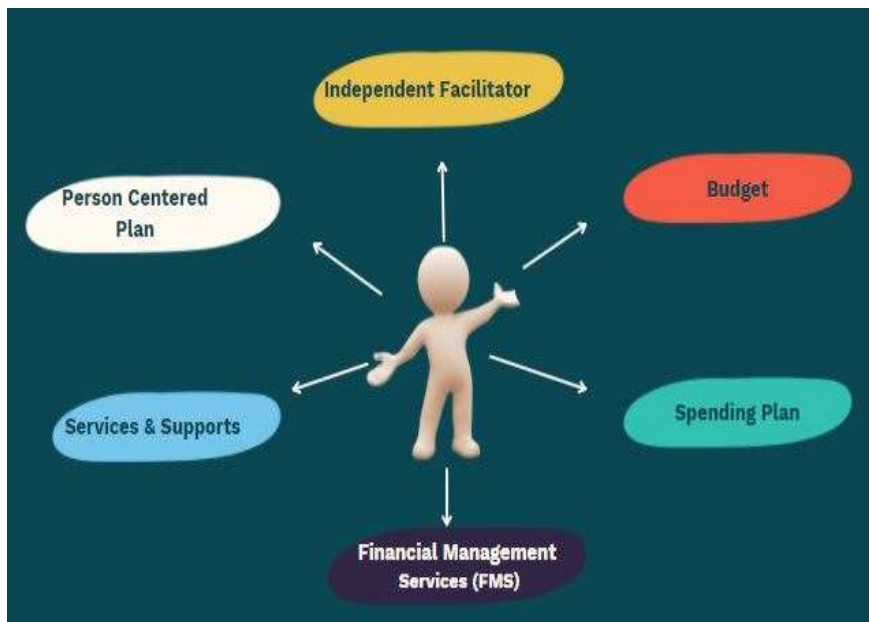 Independent Facilitator
Person Centered
Plan
Budget
Services & Supports
Spending Plan
Financial Management
Services (FMS)